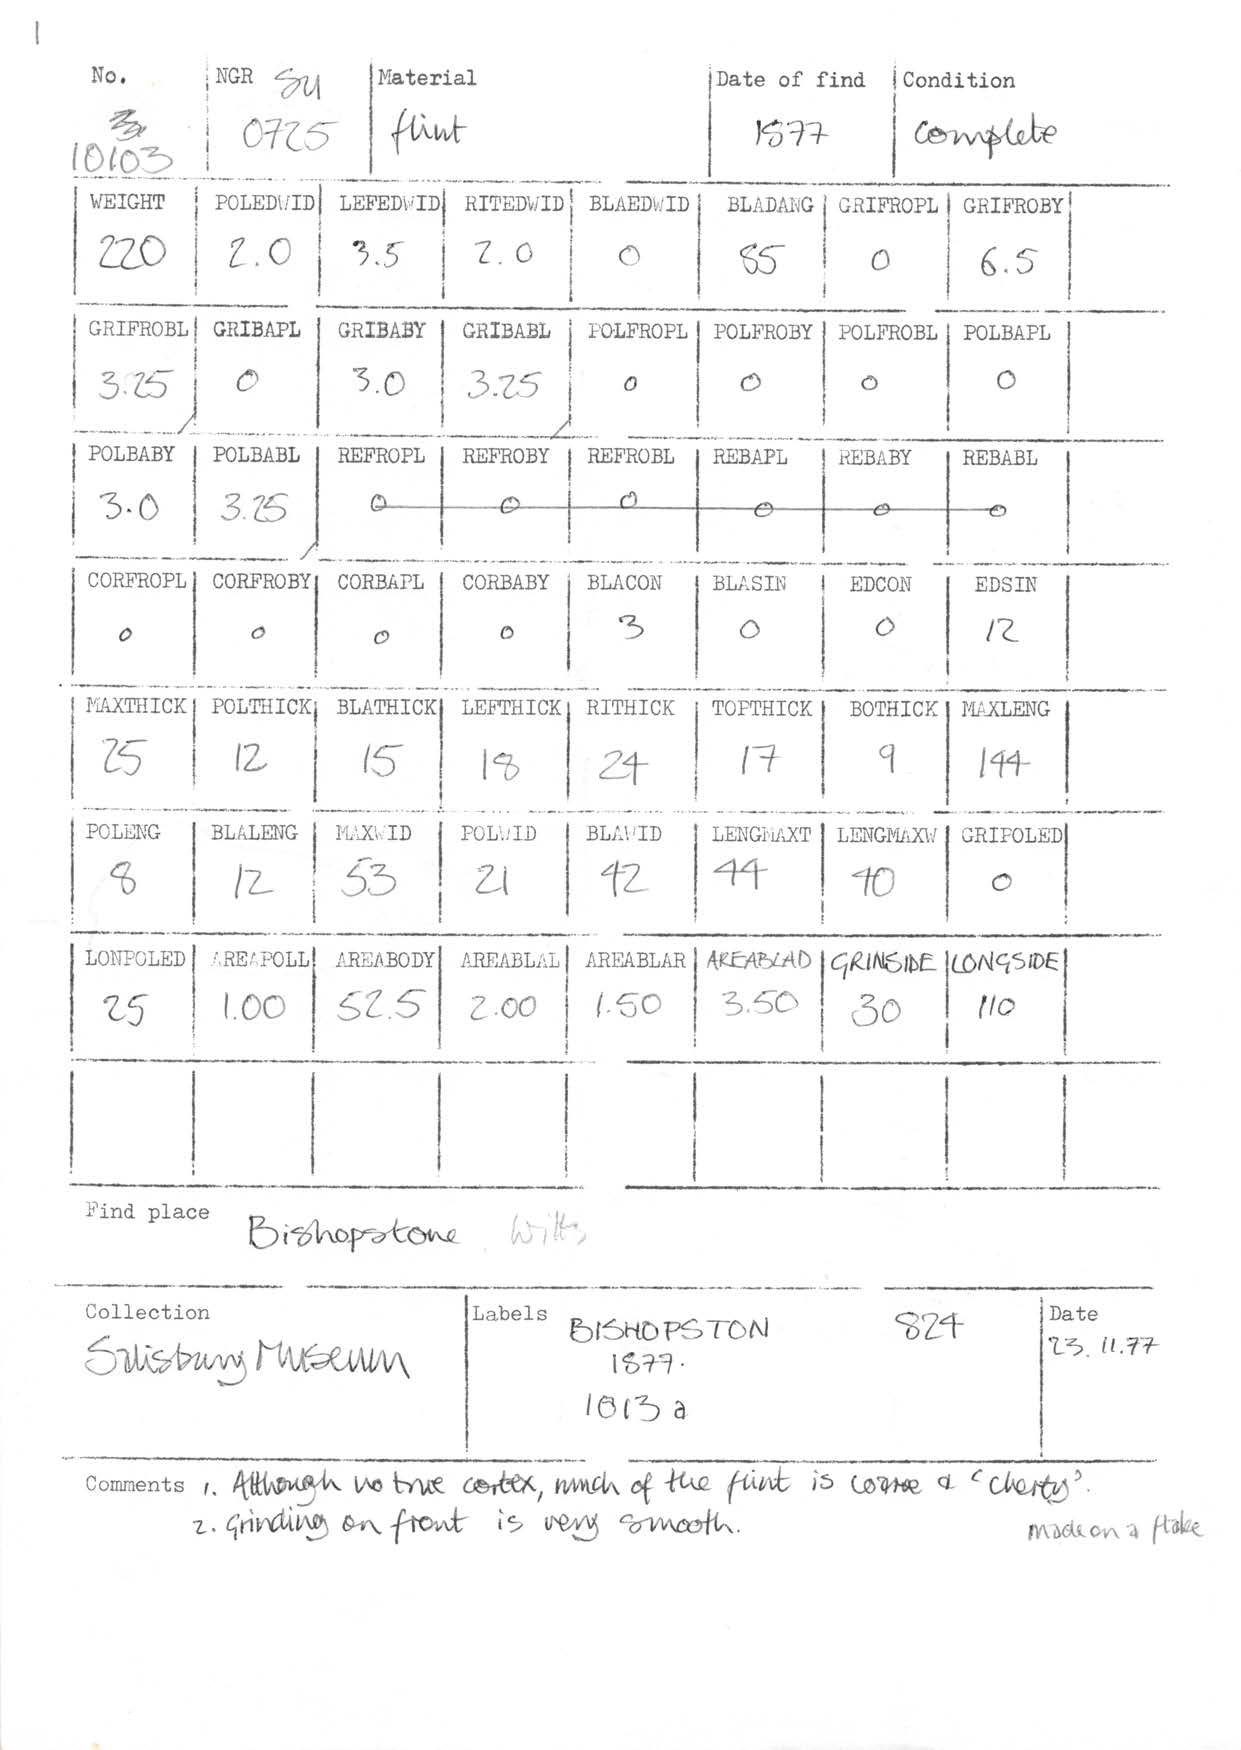 1
No. NGR SU Material Date of find Condition
10103 0725 flint 1877 complete
WEIGHT POLEDWID LEFEDWID RITEDWID BLAEDWID BLADANG GRIFROPL GRIFROBY
220 2.0 3.5 2.0 0 85 0 6.5
GRIFROBL GRIBAPL GRIBABY GRIBABL POLFROPL POLFROBY POLFROBL POLBAPL
3.25 0 3.0 3.25 0 0 0 0
POLBABY POLBABL REFROPL REFROBY REFROBL REBAPL REBABY REBABL
3.0 3.25 0 0 0 0 0 0
CORFROPL CORFROBY CORBAPL CORBABY BLACON BLASIN EDCON EDSIN
0 0 0 0 3 0 0 12
MAXTHICK POLTHICK BLATHICK LEFTHICK RITHICK TOPTHICK BOTHICK MAXLENG
25 12 15 18 24 17 9 144
POLENG BLALENG MAXWID POLWID BLAWID LENGMAXT LENGMAXW GRIPOLED
8 12 53 21 42 44 40 0
LONPOLED AREAPOLL AREABODY AREABLAL AREABLAR AREABLAD GRINSIDE LONGSIDE
25 1.00 52.5 2.00 1.50 3.50 30 110
Find place Bishopstone Wilts
Collection Labels BISHOPSTON 824 Date
Salisbury Museum 1877. 23.11.77
1013 a
Comments 1. Although no true cortex, much of the flint is coarse & 'cherty'.
2. Grinding on front is very smooth. made on a flake